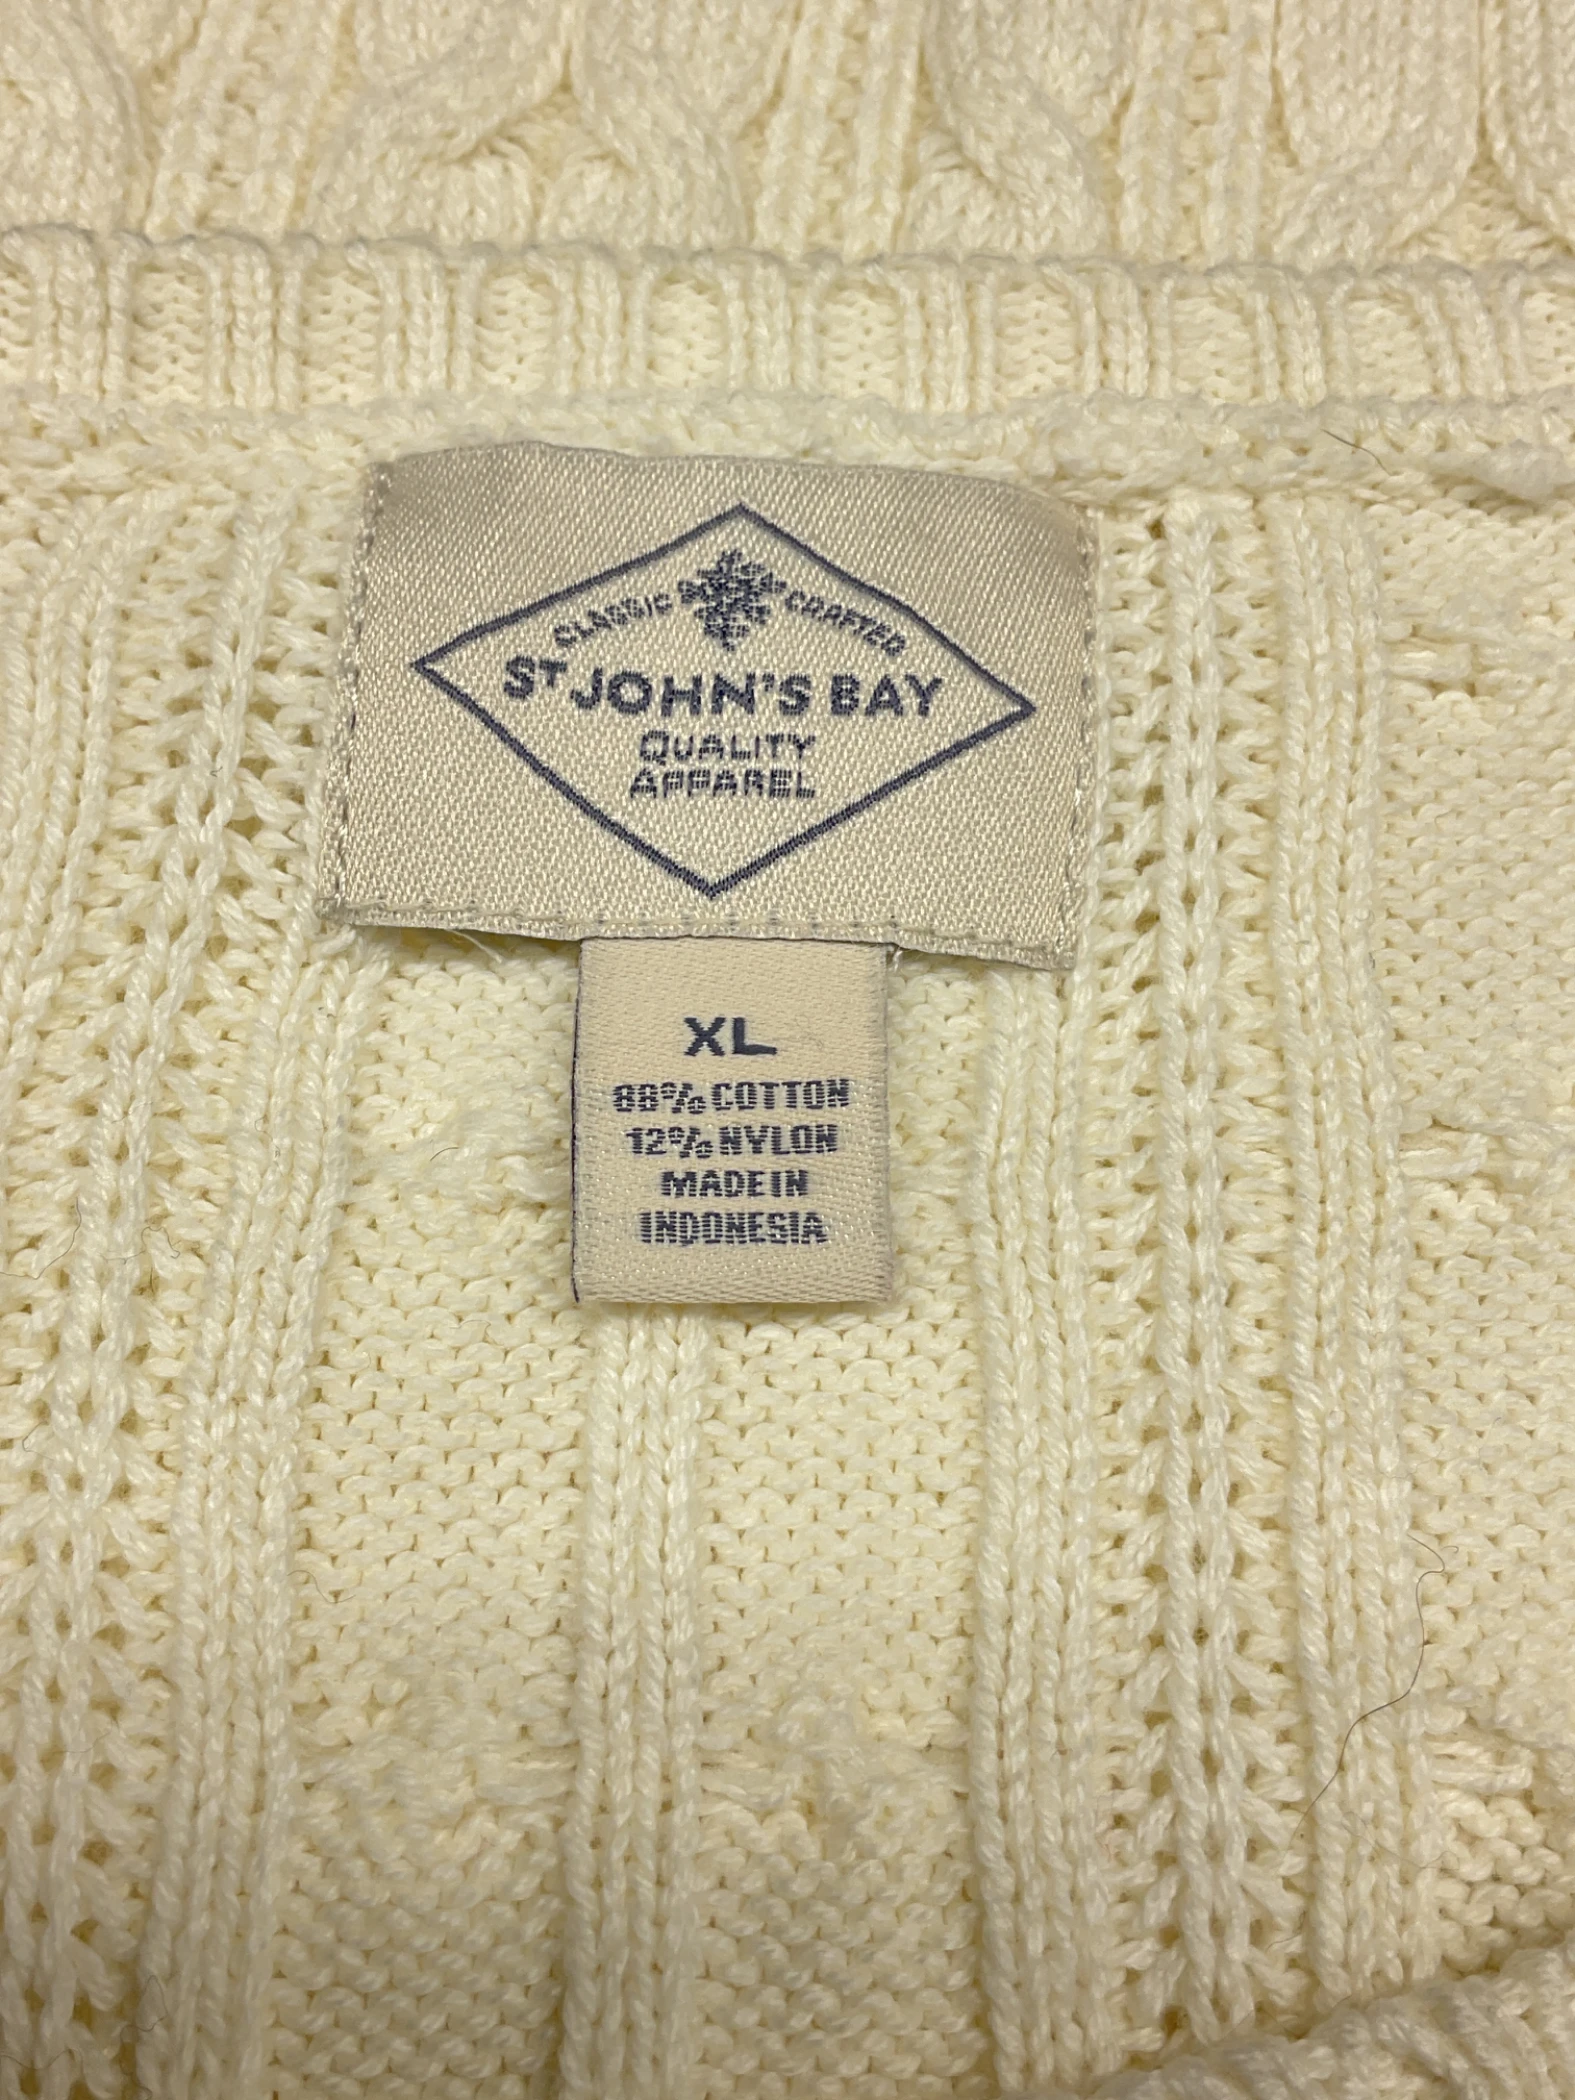 CLASSIC CRAFTED
ST JOHN'S BAY
QUALITY
APPAREL
XL
88% COTTON
12% NYLON
MADE IN
INDONESIA